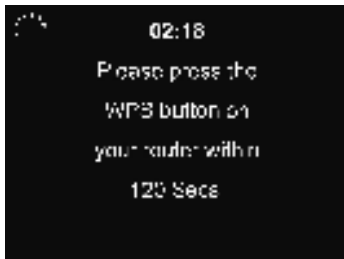 02:18
Please press the
WPS button on
your router within
120 Secs